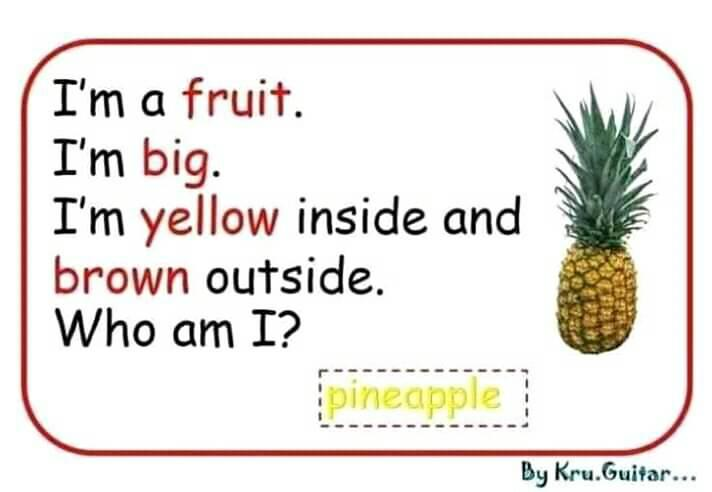 I'm a fruit.
I'm big.
I'm yellow inside and
brown outside.
Who am I?
pineapple
By Kru.Guitar...